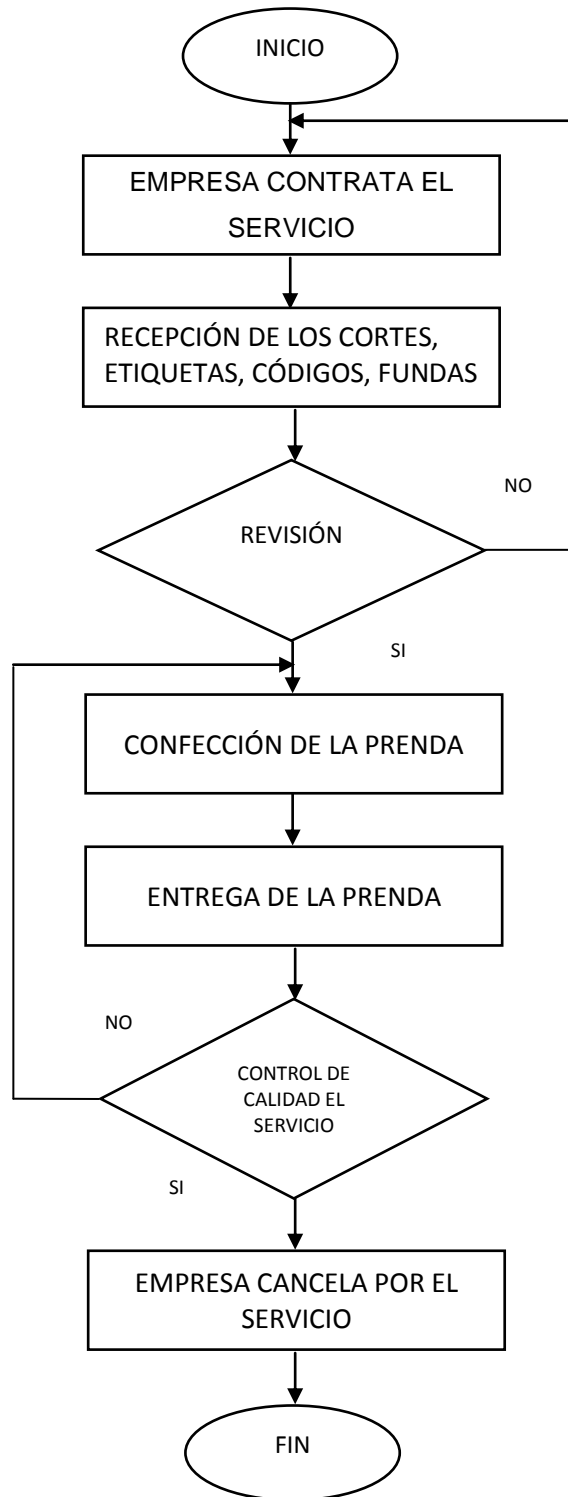 INICIO
EMPRESA CONTRATA EL
SERVICIO
RECEPCIÓN DE LOS CORTES,
ETIQUETAS, CÓDIGOS, FUNDAS
NO
REVISIÓN
SI
CONFECCIÓN DE LA PRENDA
ENTREGA DE LA PRENDA
NO
CONTROL DE
CALIDAD EL
SERVICIO
SI
EMPRESA CANCELA POR EL
SERVICIO
FIN